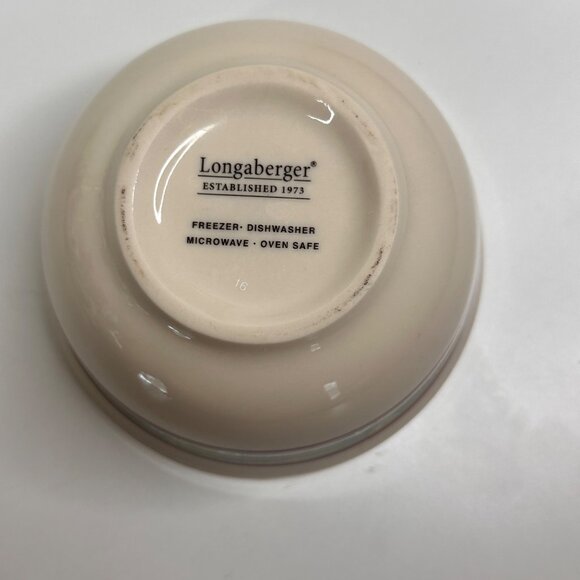 Longaberger®
ESTABLISHED 1973
FREEZER· DISHWASHER
MICROWAVE · OVEN SAFE
16